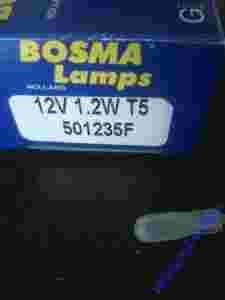 G
BOSMA
Lamps
HOLLAND
12V 1.2W T5
501235F